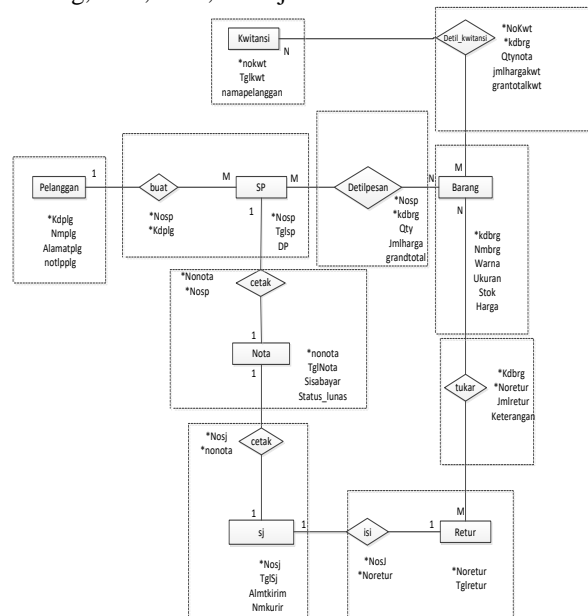 Kwitansi
N
*nokwt
Tglkwt
namapelanggan
Detil_kwitansi
*NoKwt
*kdbrg
Qtynota
jmlhargakwt
grantotalkwt
M
Pelanggan
1
buat
M
SP
M
Detilpesan
N
Barang
*Kdplg
Nmplg
Alamatplg
notlpplg
*Nosp
*Kdplg
1
*Nosp
Tglsp
DP
*Nosp
*kdbrg
Qty
Jmlharga
grandtotal
N
*kdbrg
Nmbrg
Warna
Ukuran
Stok
Harga
*Nonota
*Nosp
cetak
1
Nota
1
*nonota
TglNota
Sisabayar
Status_lunas
tukar
*Kdbrg
*Noretur
Jmlretur
Keterangan
*Nosj
*nonota
cetak
1
M
sj
1
isi
1
Retur
*Nosj
TglSj
Almtkirim
Nmkurir
*NosJ
*Noretur
*Noretur
Tglretur